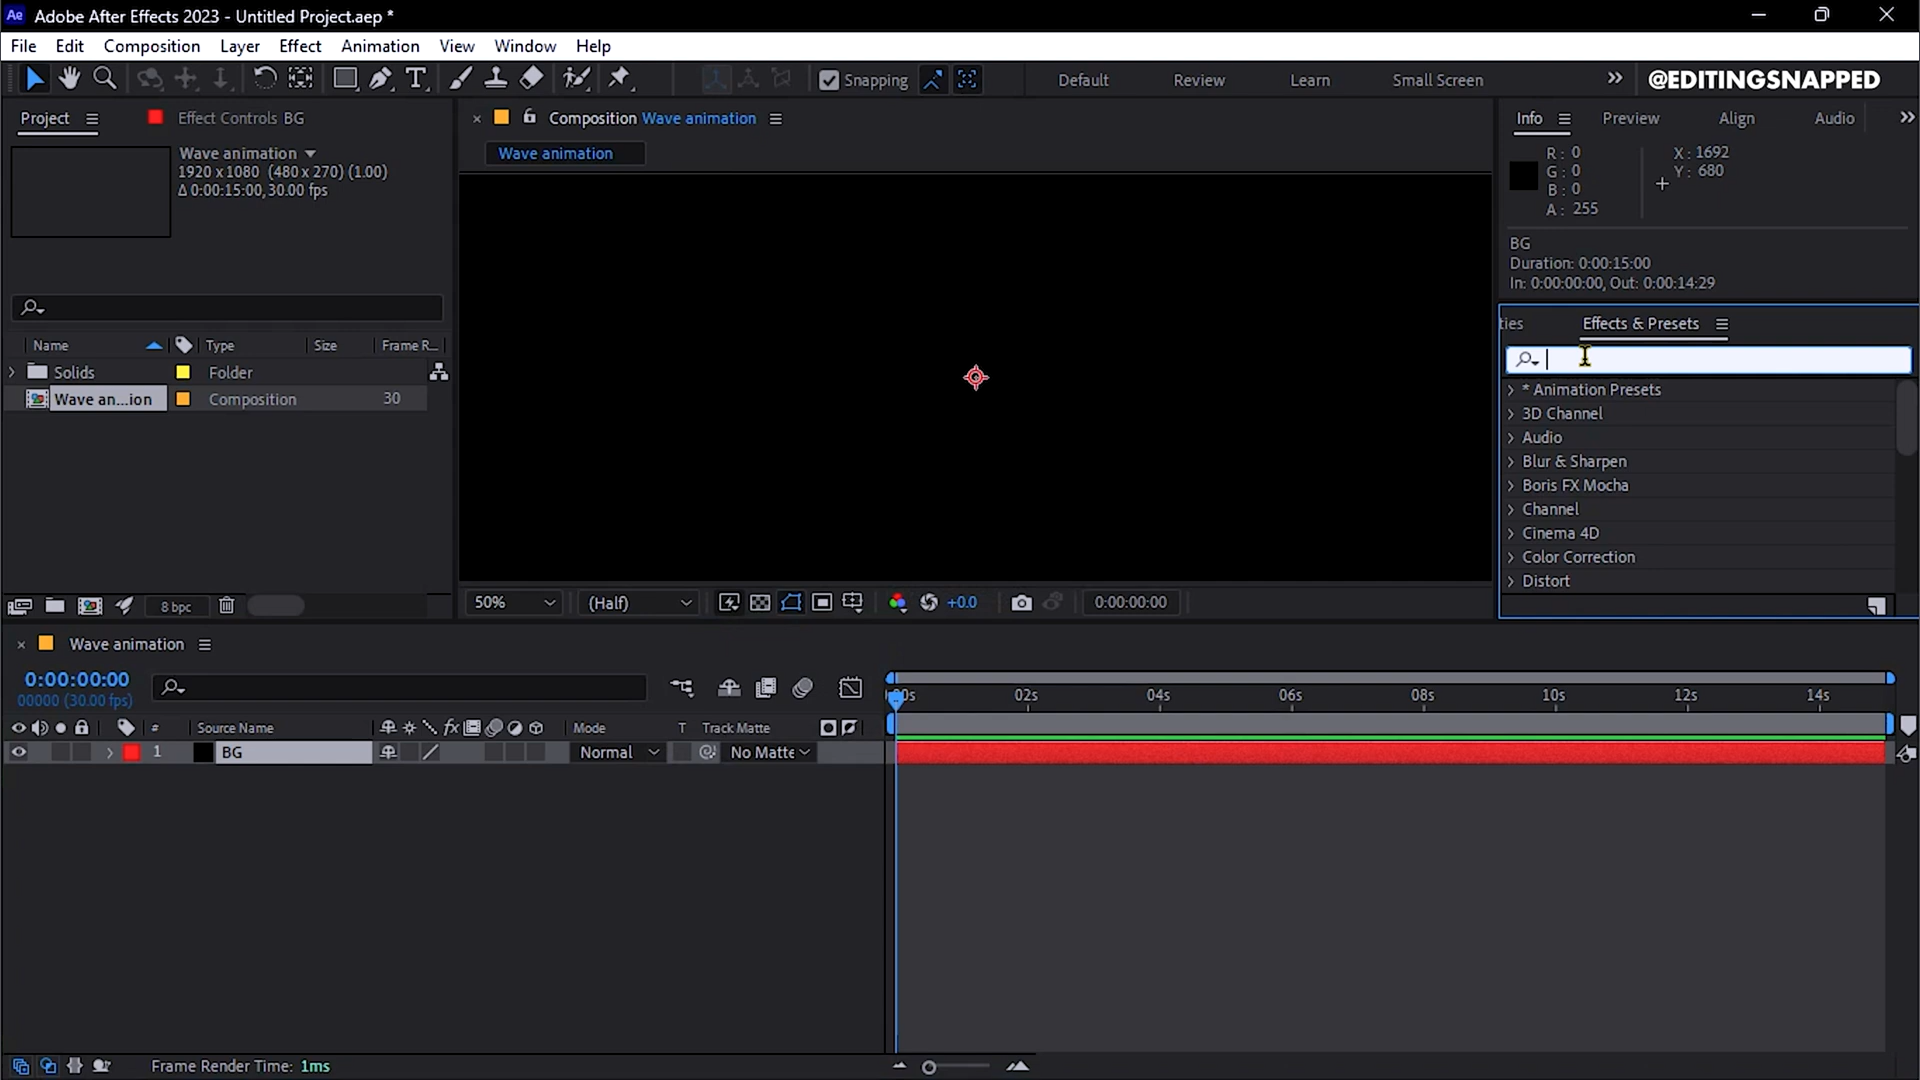 Ae Adobe After Effects 2023 - Untitled Project.aep *
File Edit Composition Layer Effect Animation View Window Help
Snapping Default Review Learn Small Screen @EDITINGSNAPPED
Project Effect Controls BG
Composition Wave animation
Info Preview Align Audio
Wave animation
1920 x 1080 (480 x 270) (1.00)
Δ 0:00:15:00, 30.00 fps
Wave animation
R: 0
G: 0
B: 0
A: 255
X: 1692
Y: 680
BG
Duration: 0:00:15:00
In: 0:00:00:00, Out: 0:00:14:29
ties Effects & Presets
Name Type Size Frame R...
Solids Folder
Wave an...ion Composition 30
* Animation Presets
3D Channel
Audio
Blur & Sharpen
Boris FX Mocha
Channel
Cinema 4D
Color Correction
Distort
8 bpc
50% (Half) +0.0 0:00:00:00
Wave animation
0:00:00:00
00000 (30.00 fps)
00s 02s 04s 06s 08s 10s 12s 14s
# Source Name fx Mode T Track Matte
1 BG Normal No Matte
Frame Render Time: 1ms